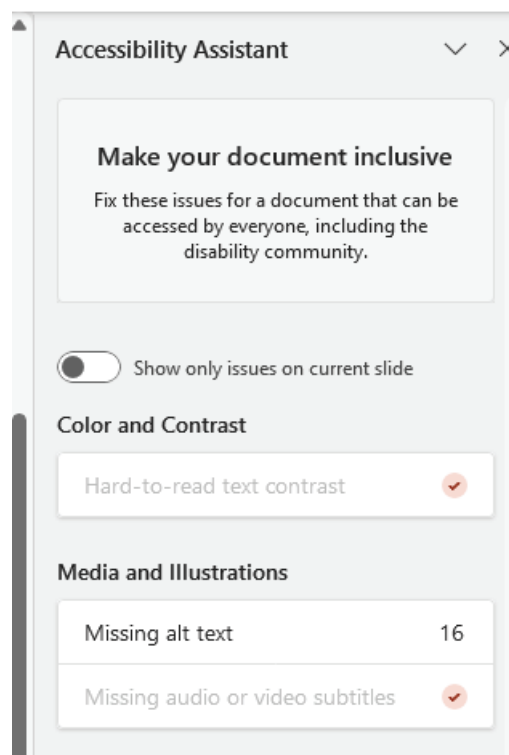 Accessibility Assistant
Make your document inclusive
Fix these issues for a document that can be
accessed by everyone, including the
disability community.
Show only issues on current slide
Color and Contrast
Hard-to-read text contrast
Media and Illustrations
Missing alt text 16
Missing audio or video subtitles